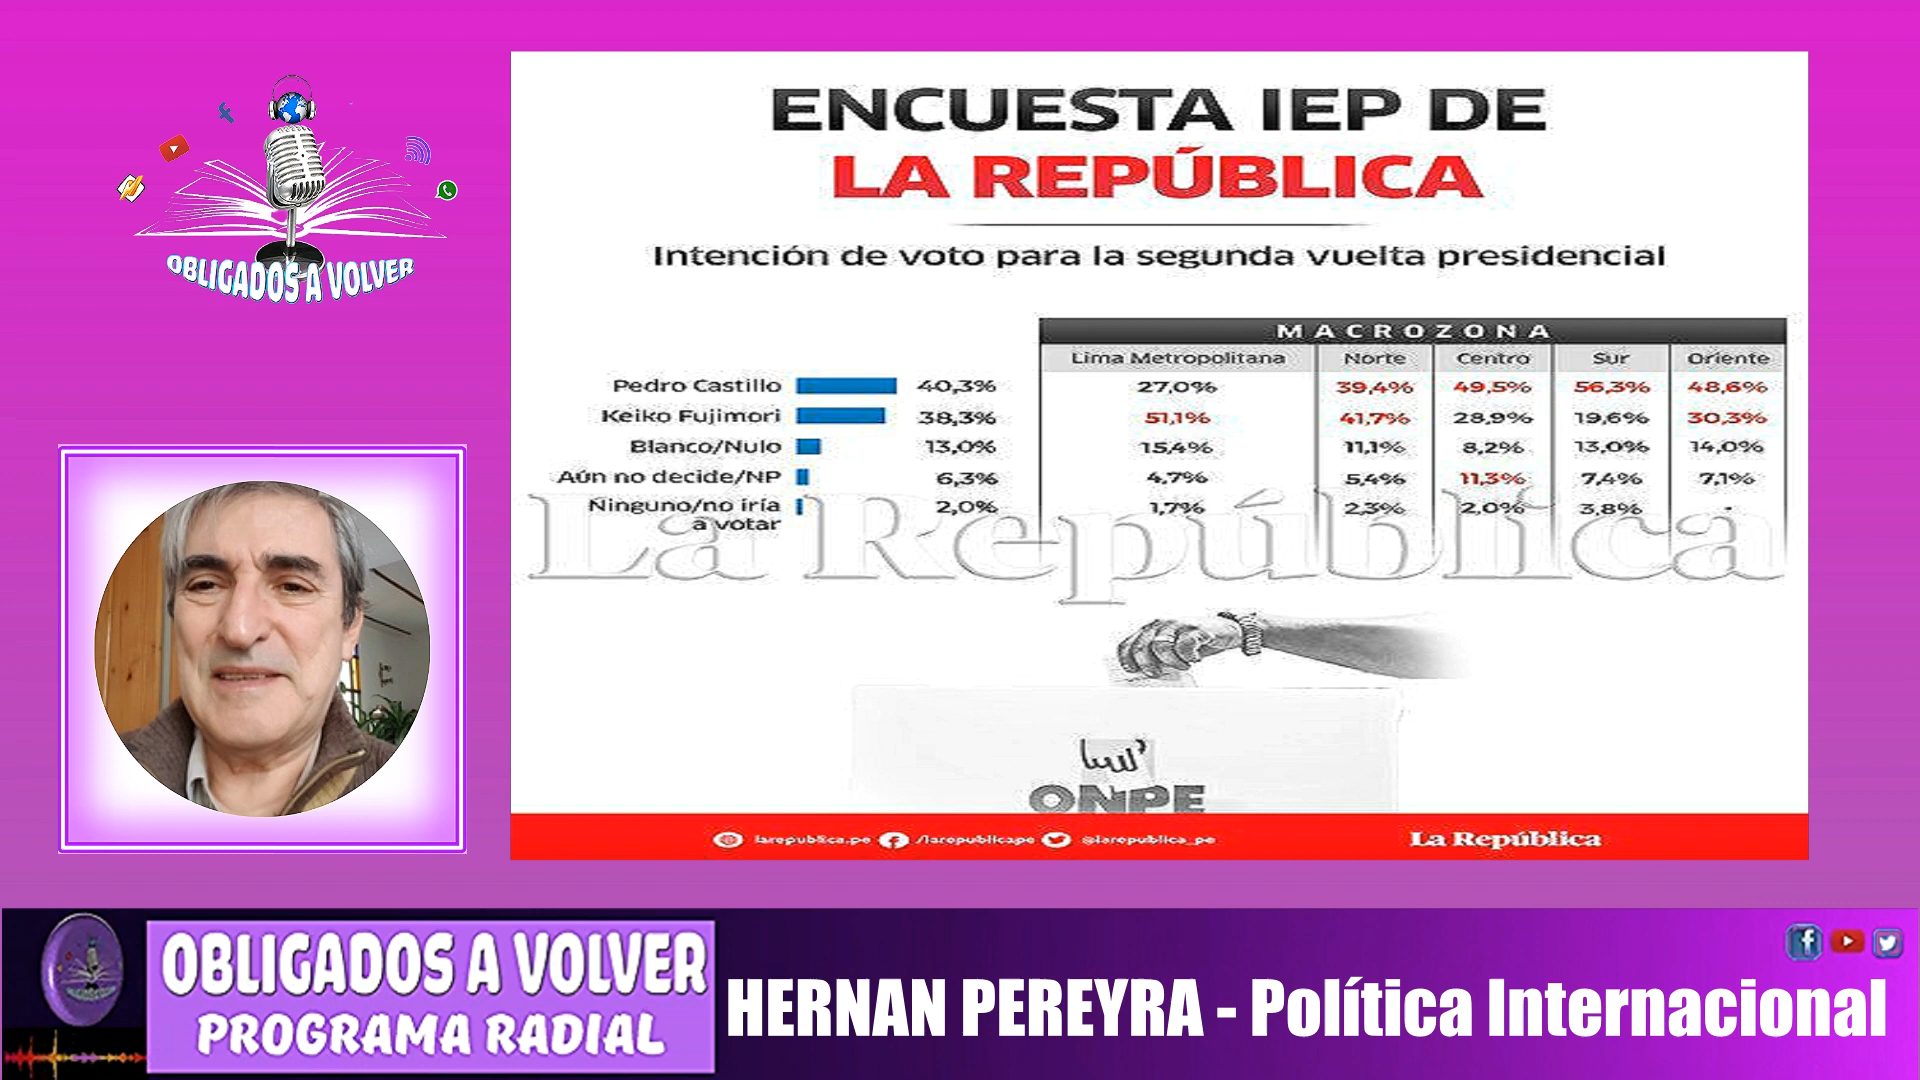 OBLIGADOS A VOLVER
ENCUESTA IEP DE
LA REPÚBLICA
Intención de voto para la segunda vuelta presidencial
MACROZONA
Lima Metropolitana Norte Centro Sur Oriente
Pedro Castillo 40,3% 27,0% 39,4% 49,5% 56,3% 48,6%
Keiko Fujimori 38,3% 51,1% 41,7% 28,9% 19,6% 30,3%
Blanco/Nulo 13,0% 15,4% 11,1% 8,2% 13,0% 14,0%
Aún no decide/NP 6,3% 4,7% 5,4% 11,3% 7,4% 7,1%
Ninguno/no iría 2,0% 1,7% 2,3% 2,0% 3,8% -
a votar
La República
ONPE
larepublica.pe /larepublicape @larepublica_pe La República
OBLIGADOS A VOLVER
PROGRAMA RADIAL
HERNAN PEREYRA - Política Internacional